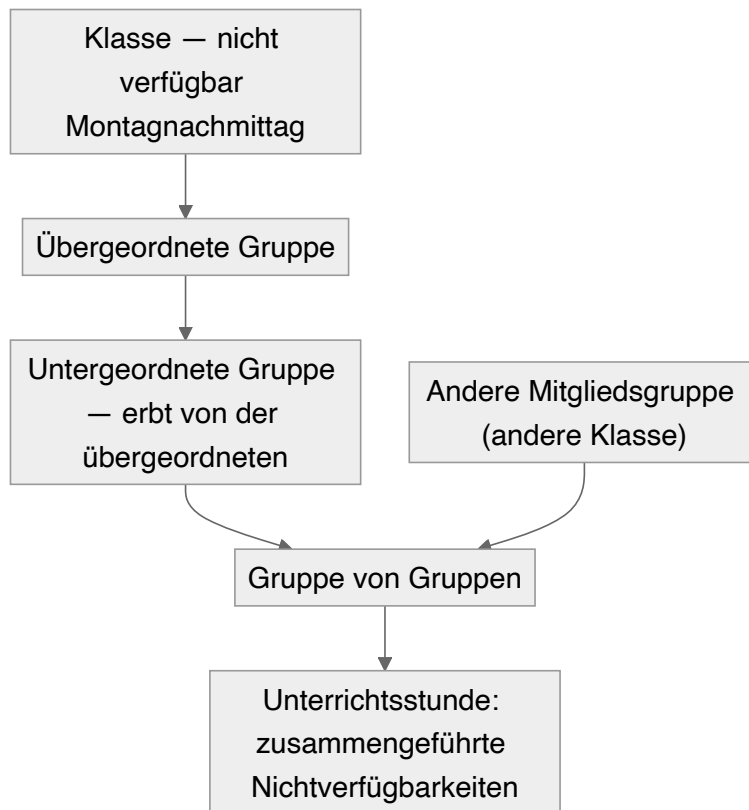 Klasse — nicht
verfügbar
Montagnachmittag
Übergeordnete Gruppe
Untergeordnete Gruppe
— erbt von der
übergeordneten
Andere Mitgliedsgruppe
(andere Klasse)
Gruppe von Gruppen
Unterrichtsstunde:
zusammengeführte
Nichtverfügbarkeiten